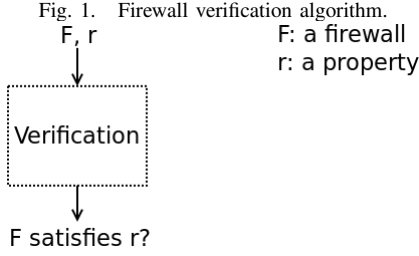 Fig. 1. Firewall verification algorithm.
F, r
F: a firewall
r: a property
Verification
F satisfies r?